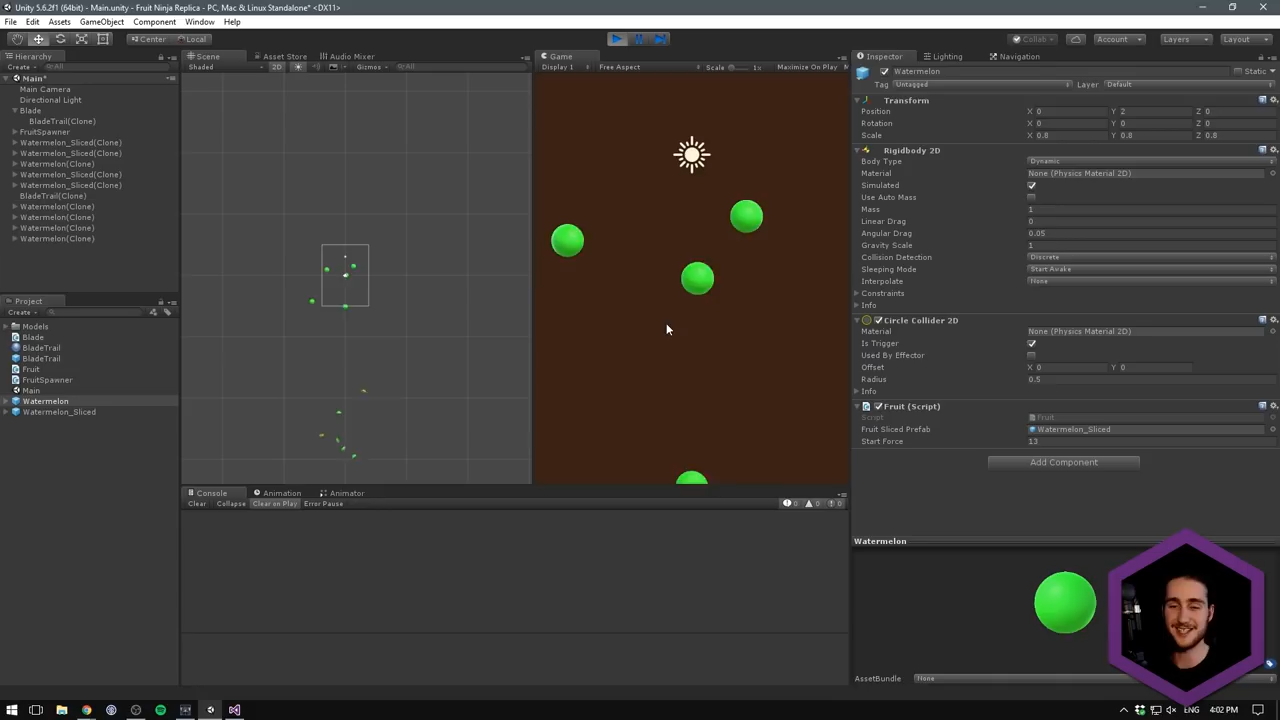 Unity 5.6.2f1 (64bit) - Main.unity - Fruit Ninja Replica - PC, Mac & Linux Standalone* <DX11>
File Edit Assets GameObject Component Window Help
Center Local Collab Account Layers Layout
Hierarchy
Create All
Main*
Main Camera
Directional Light
Blade
BladeTrail(Clone)
FruitSpawner
Watermelon_Sliced(Clone)
Watermelon_Sliced(Clone)
Watermelon(Clone)
Watermelon_Sliced(Clone)
Watermelon_Sliced(Clone)
BladeTrail(Clone)
Watermelon(Clone)
Watermelon(Clone)
Watermelon(Clone)
Watermelon(Clone)
Project
Create
Models
Blade
BladeTrail
BladeTrail
Fruit
FruitSpawner
Main
Watermelon
Watermelon_Sliced
Scene Asset Store Audio Mixer
Shaded 2D Gizmos All
Game
Display 1 Free Aspect Scale 1x Maximize On Play M
Console Animation Animator
Clear Collapse Clear on Play Error Pause 0 0 0
Inspector Lighting Navigation
Watermelon Static
Tag Untagged Layer Default
Transform
Position X 0 Y 2 Z 0
Rotation X 0 Y 0 Z 0
Scale X 0.8 Y 0.8 Z 0.8
Rigidbody 2D
Body Type Dynamic
Material None (Physics Material 2D)
Simulated
Use Auto Mass
Mass 1
Linear Drag 0
Angular Drag 0.05
Gravity Scale 1
Collision Detection Discrete
Sleeping Mode Start Awake
Interpolate None
Constraints
Info
Circle Collider 2D
Material None (Physics Material 2D)
Is Trigger
Used By Effector
Offset X 0 Y 0
Radius 0.5
Info
Fruit (Script)
Script Fruit
Fruit Sliced Prefab Watermelon_Sliced
Start Force 13
Add Component
Watermelon
AssetBundle None
ENG 4:02 PM